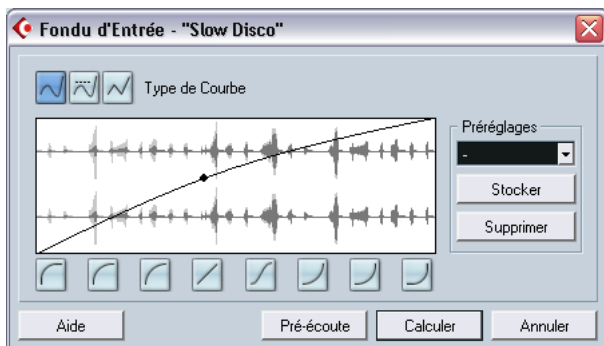 Fondu d'Entrée - "Slow Disco"
Type de Courbe
Préréglages
-
Stocker
Supprimer
Aide
Pré-écoute
Calculer
Annuler